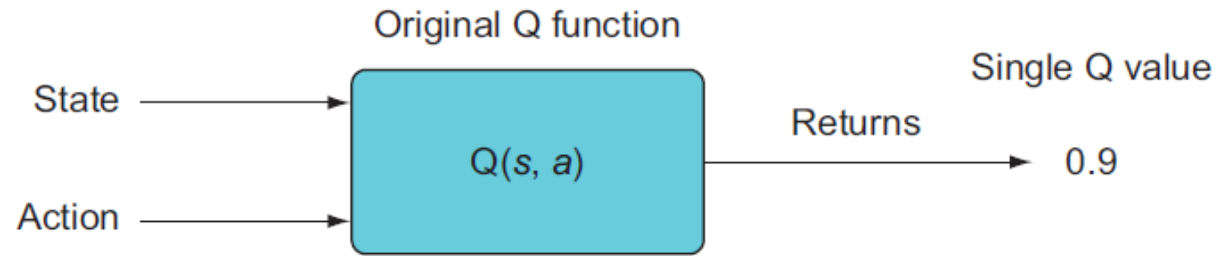 Original Q function
State
Action
Q(s, a)
Returns
Single Q value
0.9